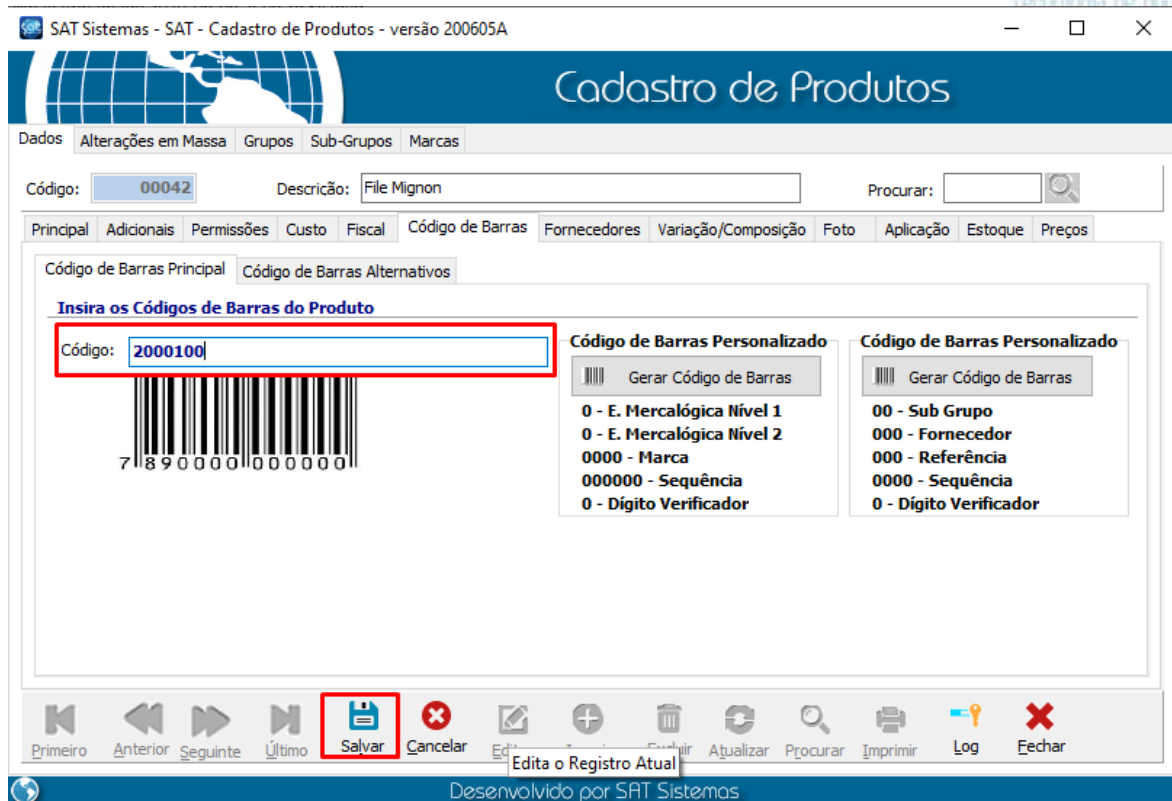 SAT Sistemas - SAT - Cadastro de Produtos - versão 200605A
Cadastro de Produtos
Dados Alterações em Massa Grupos Sub-Grupos Marcas
Código: 00042 Descrição: File Mignon Procurar:
Principal Adicionais Permissões Custo Fiscal Código de Barras Fornecedores Variação/Composição Foto Aplicação Estoque Preços
Código de Barras Principal Código de Barras Alternativos
Insira os Códigos de Barras do Produto
Código: 2000100
7 890000 000000
Código de Barras Personalizado
Gerar Código de Barras
0 - E. Mercalógica Nível 1
0 - E. Mercalógica Nível 2
0000 - Marca
000000 - Sequência
0 - Dígito Verificador
Código de Barras Personalizado
Gerar Código de Barras
00 - Sub Grupo
000 - Fornecedor
000 - Referência
0000 - Sequência
0 - Dígito Verificador
Primeiro Anterior Seguinte Último Salvar Cancelar Atualizar Procurar Imprimir Log Fechar
Edita o Registro Atual
Desenvolvido por SAT Sistemas